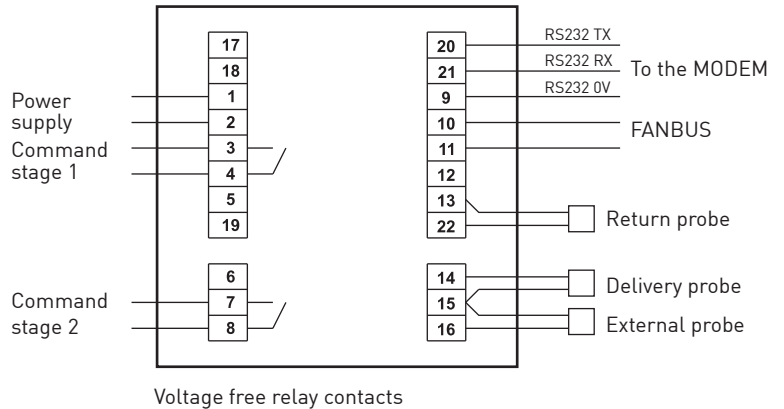 17
18
Power
supply
1
2
Command
stage 1
3
4
5
19
Command
stage 2
6
7
8
20
RS232 TX
21
RS232 RX
To the MODEM
9
RS232 0V
10
FANBUS
11
12
13
22
Return probe
14
Delivery probe
15
16
External probe
Voltage free relay contacts